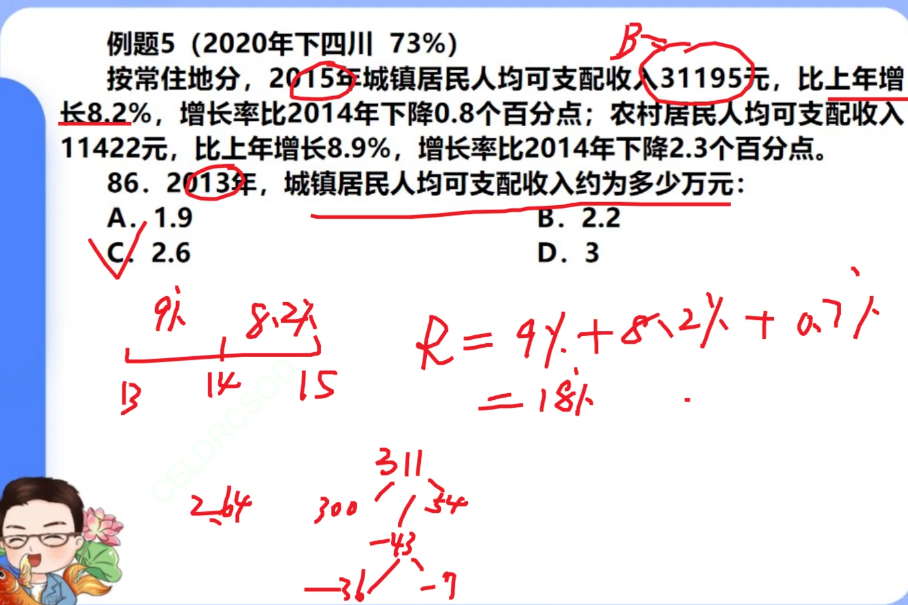 例题5（2020年下四川 73%）
B=
按常住地分，2015年城镇居民人均可支配收入31195元，比上年增
长8.2%，增长率比2014年下降0.8个百分点；农村居民人均可支配收入
11422元，比上年增长8.9%，增长率比2014年下降2.3个百分点。
86．2013年，城镇居民人均可支配收入约为多少万元：
A．1.9 B．2.2
C．2.6 D．3
9% 8.2%
13 14 15
R=9%+8.2%+0.7%
=18%
CELDROSO
311
2.64 300 54
-43
-36 -7